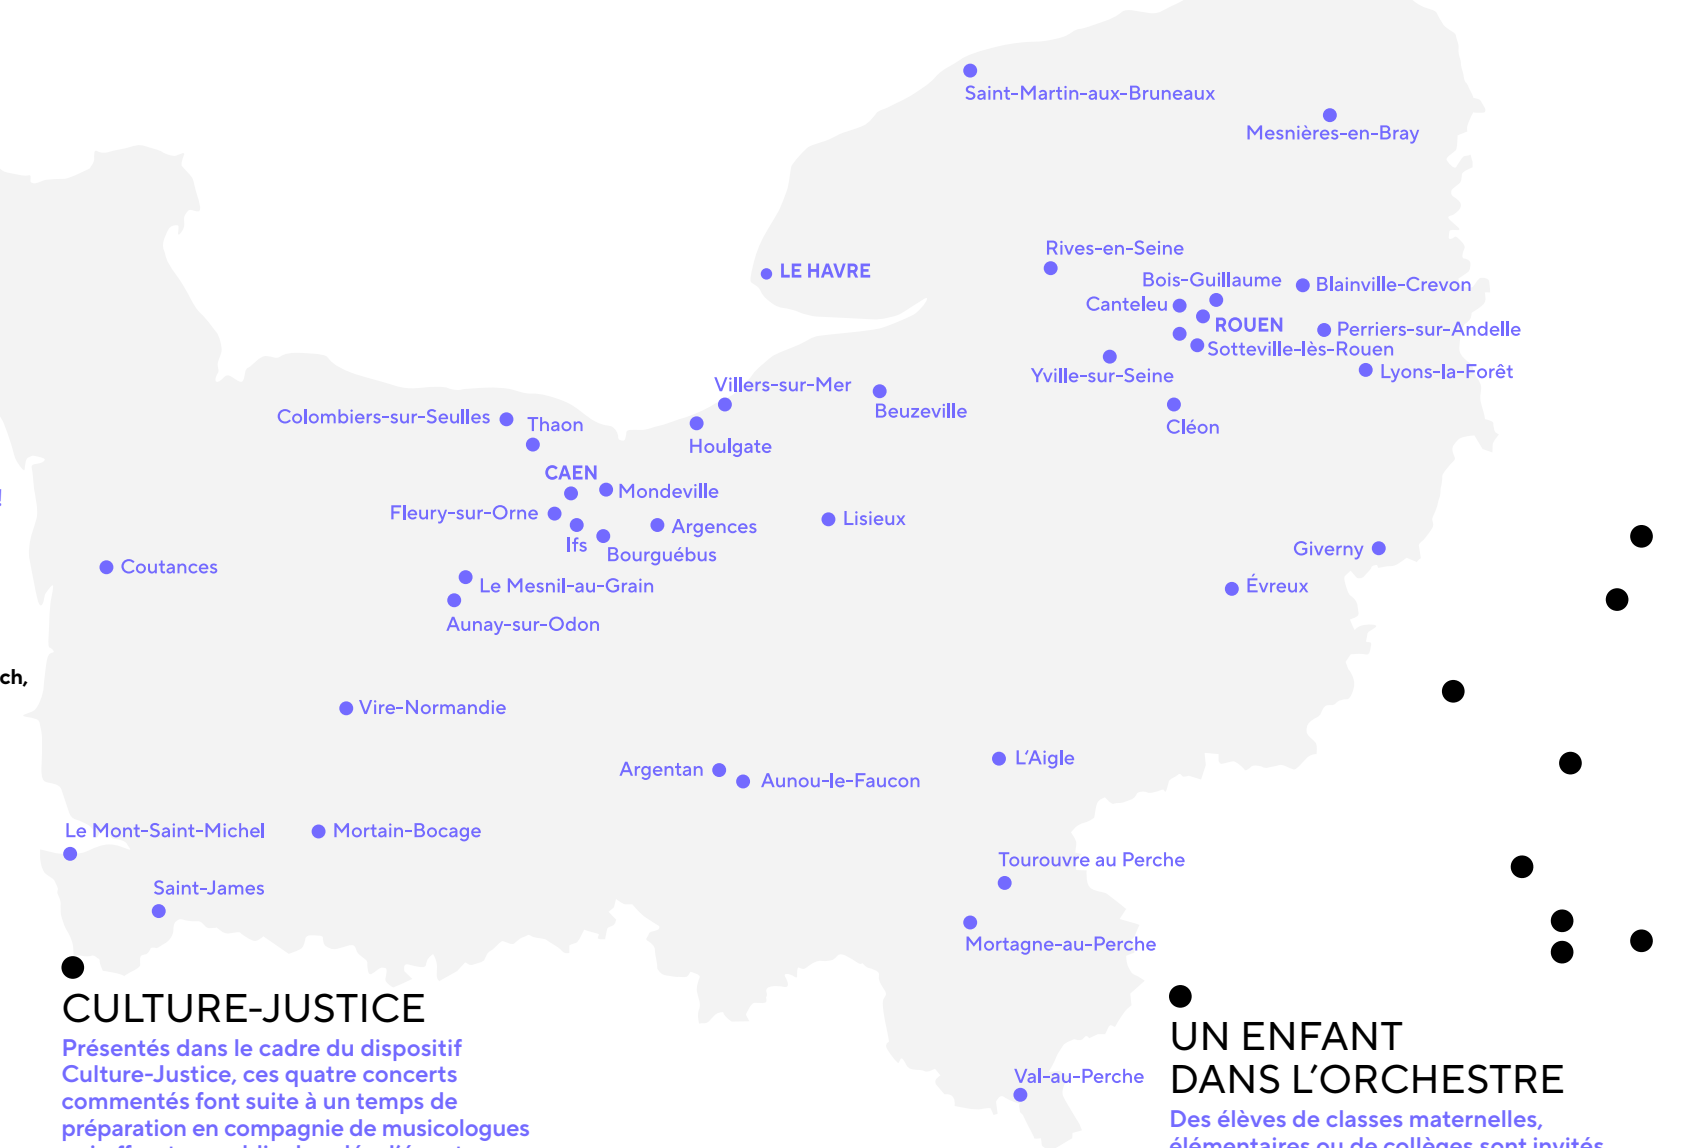 Saint-Martin-aux-Bruneaux
Mesnières-en-Bray
Rives-en-Seine
LE HAVRE
Bois-Guillaume
Blainville-Crevon
Canteleu
ROUEN
Perriers-sur-Andelle
Sotteville-lès-Rouen
Yville-sur-Seine
Lyons-la-Forêt
Villers-sur-Mer
Beuzeville
Colombiers-sur-Seulles
Thaon
Cléon
Houlgate
CAEN
Mondeville
!
Fleury-sur-Orne
Lisieux
Argences
Ifs
Bourguébus
Giverny
Coutances
Le Mesnil-au-Grain
Évreux
Aunay-sur-Odon
ch,
Vire-Normandie
L'Aigle
Argentan
Aunou-le-Faucon
Le Mont-Saint-Michel
Mortain-Bocage
Tourouvre au Perche
Saint-James
Mortagne-au-Perche
Val-au-Perche
CULTURE-JUSTICE
Présentés dans le cadre du dispositif
Culture-Justice, ces quatre concerts
commentés font suite à un temps de
préparation en compagnie de musicologues
UN ENFANT
DANS L'ORCHESTRE
Des élèves de classes maternelles,
élémentaires ou de collèges sont invités